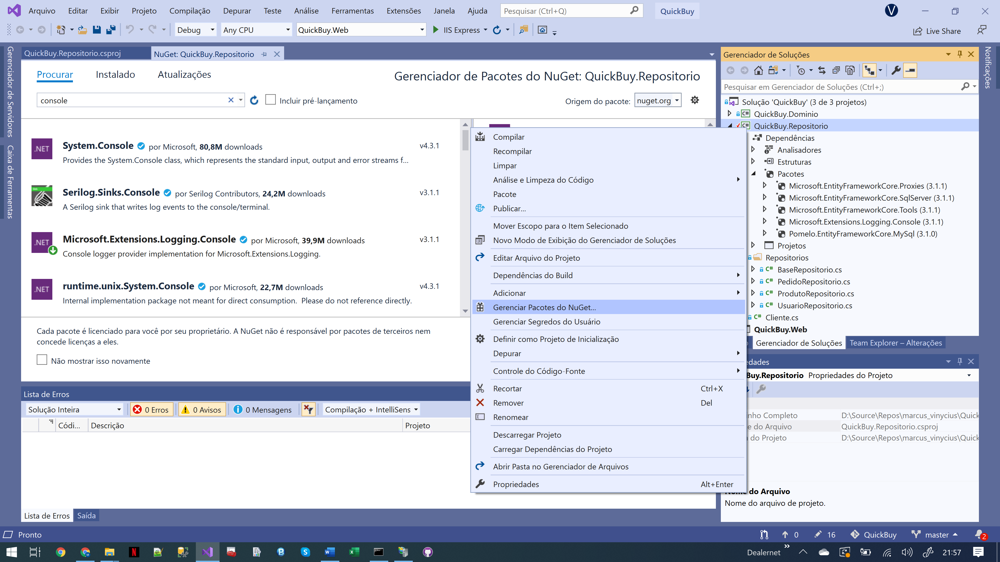 Arquivo Editar Exibir Projeto Compilação Depurar Teste Análise Ferramentas Extensões Janela Ajuda Pesquisar (Ctrl+Q) QuickBuy V
Debug Any CPU QuickBuy.Web IIS Express Live Share
Gerenciador de Servidores
Caixa de Ferramentas
QuickBuy.Repositorio.csproj NuGet: QuickBuy.Repositorio
Procurar Instalado Atualizações
Gerenciador de Pacotes do NuGet: QuickBuy.Repositorio
console
Incluir pré-lançamento
Origem do pacote: nuget.org
.NET System.Console por Microsoft, 80,8M downloads v4.3.1
Provides the System.Console class, which represents the standard input, output and error streams f...
Serilog.Sinks.Console por Serilog Contributors, 24,2M downloads v3.1.1
A Serilog sink that writes log events to the console/terminal.
.NET Microsoft.Extensions.Logging.Console por Microsoft, 39,9M downloads v3.1.1
Console logger provider implementation for Microsoft.Extensions.Logging.
.NET runtime.unix.System.Console por Microsoft, 22,7M downloads v4.3.1
Internal implementation package not meant for direct consumption. Please do not reference directly.
Cada pacote é licenciado para você por seu proprietário. A NuGet não é responsável por pacotes de terceiros nem
concede licenças a eles.
Não mostrar isso novamente
Lista de Erros
Solução Inteira 0 Erros 0 Avisos 0 Mensagens Compilação + IntelliSens
Códi... Descrição Projeto
Lista de Erros Saída
Compilar
Recompilar
Limpar
Análise e Limpeza do Código
Pacote
Publicar...
Mover Escopo para o Item Selecionado
Novo Modo de Exibição do Gerenciador de Soluções
Editar Arquivo do Projeto
Dependências do Build
Adicionar
Gerenciar Pacotes do NuGet...
Gerenciar Segredos do Usuário
Definir como Projeto de Inicialização
Depurar
Controle do Código-Fonte
Recortar Ctrl+X
Remover Del
Renomear
Descarregar Projeto
Carregar Dependências do Projeto
Abrir Pasta no Gerenciador de Arquivos
Propriedades Alt+Enter
Gerenciador de Soluções
Pesquisar em Gerenciador de Soluções (Ctrl+;)
Solução 'QuickBuy' (3 de 3 projetos)
C# QuickBuy.Dominio
C# QuickBuy.Repositorio
Dependências
Analisadores
Estruturas
Pacotes
Microsoft.EntityFrameworkCore.Proxies (3.1.1)
Microsoft.EntityFrameworkCore.SqlServer (3.1.1)
Microsoft.EntityFrameworkCore.Tools (3.1.1)
Microsoft.Extensions.Logging.Console (3.1.1)
Pomelo.EntityFrameworkCore.MySql (3.1.0)
Projetos
Repositorios
C# BaseRepositorio.cs
C# PedidoRepositorio.cs
C# ProdutoRepositorio.cs
C# UsuarioRepositorio.cs
C# Cliente.cs
QuickBuy.Web
Gerenciador de Soluções Team Explorer – Alterações
edades
Buy.Repositorio Propriedades do Projeto
nho Completo D:\Source\Repos\marcus_vinycius\Quick
e do Arquivo QuickBuy.Repositorio.csproj
do Projeto D:\Source\Repos\marcus_vinycius\Quick
Nome do Arquivo
Nome do arquivo de projeto.
Notificações
Pronto 0 16 QuickBuy master 2
Dealernet 21:57